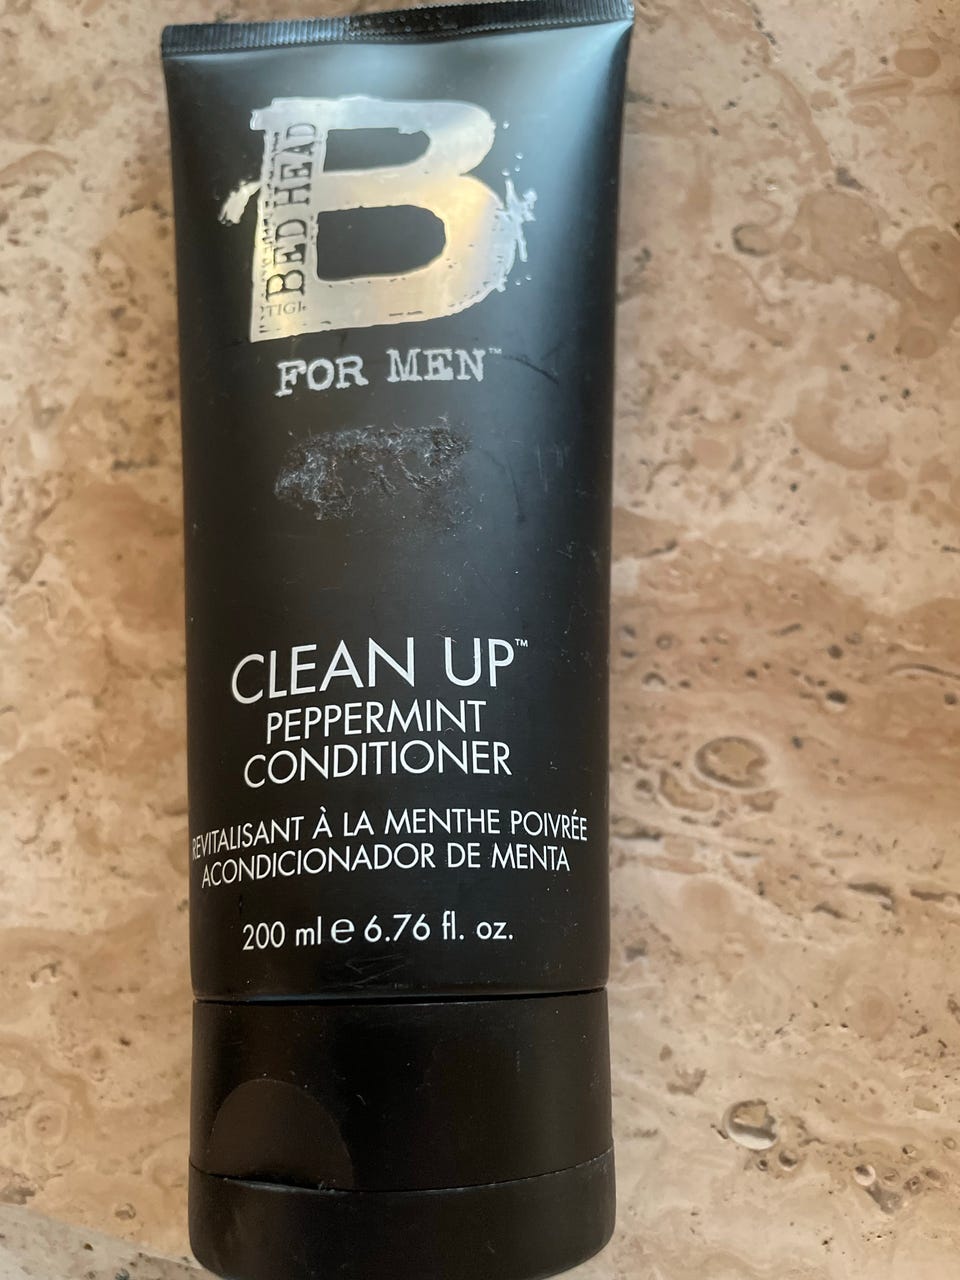 B
BED HEAD
TIGI
FOR MEN™
CLEAN UP™
PEPPERMINT
CONDITIONER
REVITALISANT À LA MENTHE POIVRÉE
ACONDICIONADOR DE MENTA
200 ml ℮ 6.76 fl. oz.